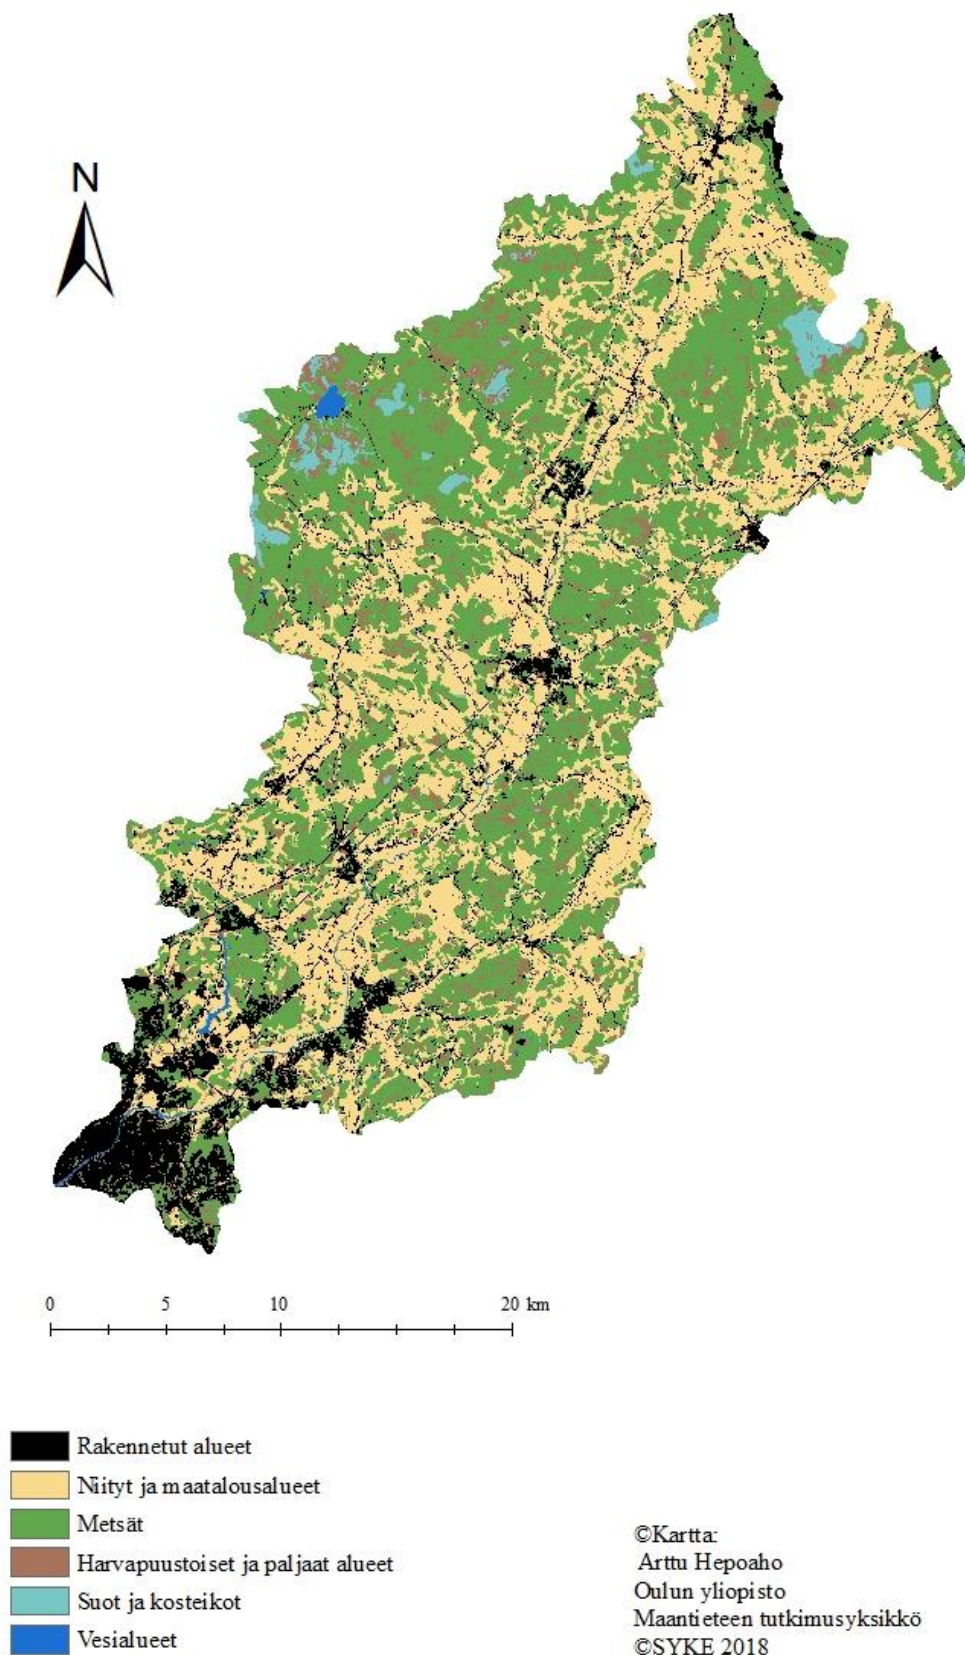 N
0 5 10 20 km
Rakennetut alueet
Niityt ja maatalousalueet
Metsät
Harvapuustoiset ja paljaat alueet
Suot ja kosteikot
Vesialueet
©Kartta:
Arttu Hepoaho
Oulun yliopisto
Maantieteen tutkimusyksikkö
©SYKE 2018